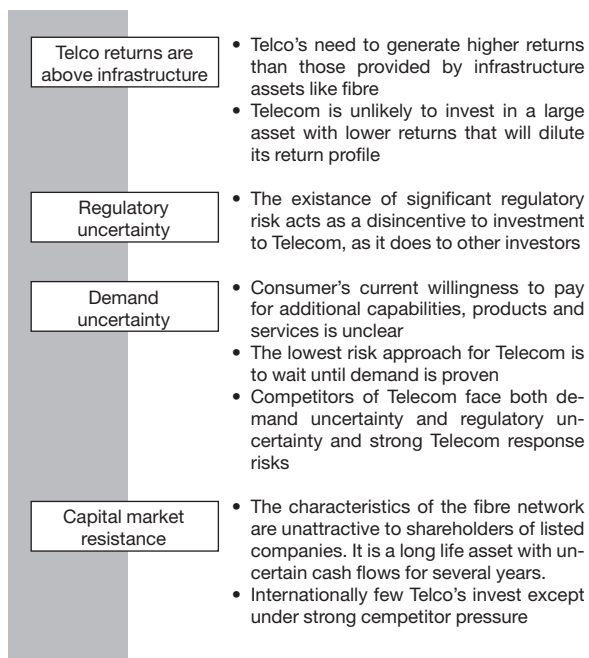 Telco returns are
above infrastructure
• Telco’s need to generate higher returns
than those provided by infrastructure
assets like fibre
• Telecom is unlikely to invest in a large
asset with lower returns that will dilute
its return profile
Regulatory
uncertainty
• The existance of significant regulatory
risk acts as a disincentive to investment
to Telecom, as it does to other investors
Demand
uncertainty
• Consumer’s current willingness to pay
for additional capabilities, products and
services is unclear
• The lowest risk approach for Telecom is
to wait until demand is proven
• Competitors of Telecom face both de-
mand uncertainty and regulatory un-
certainty and strong Telecom response
risks
Capital market
resistance
• The characteristics of the fibre network
are unattractive to shareholders of listed
companies. It is a long life asset with un-
certain cash flows for several years.
• Internationally few Telco’s invest except
under strong cempetitor pressure